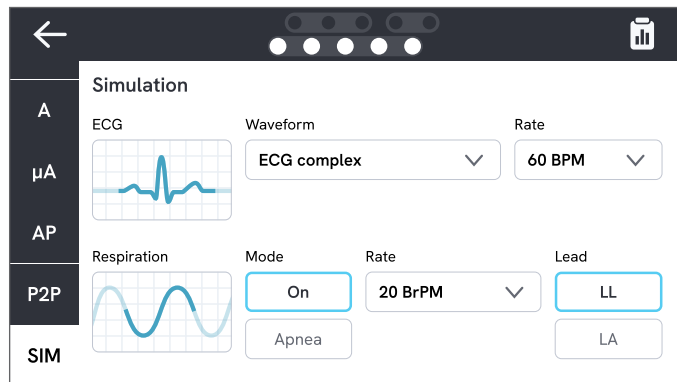 Simulation
A
µA
AP
P2P
SIM
ECG
Waveform
Rate
ECG complex
60 BPM
Respiration
Mode
Rate
Lead
On
20 BrPM
LL
Apnea
LA